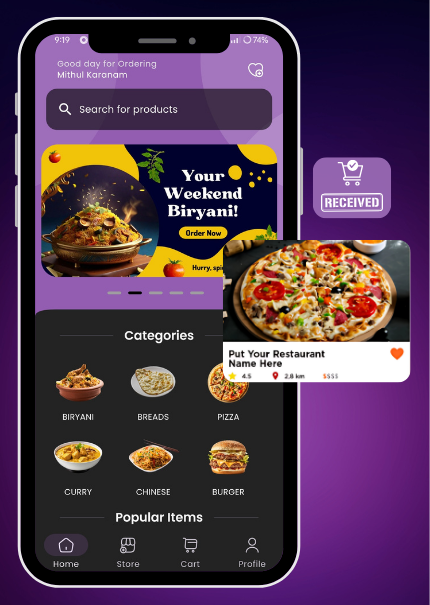 9:19
74%
Good day for Ordering
Mithul Karanam
Search for products
Your
Weekend
Biryani!
Order Now
Hurry, spi
RECEIVED
Put Your Restaurant
Name Here
4.5
2,8 km
$$$$
Categories
BIRYANI
BREADS
PIZZA
CURRY
CHINESE
BURGER
Popular Items
Home
Store
Cart
Profile